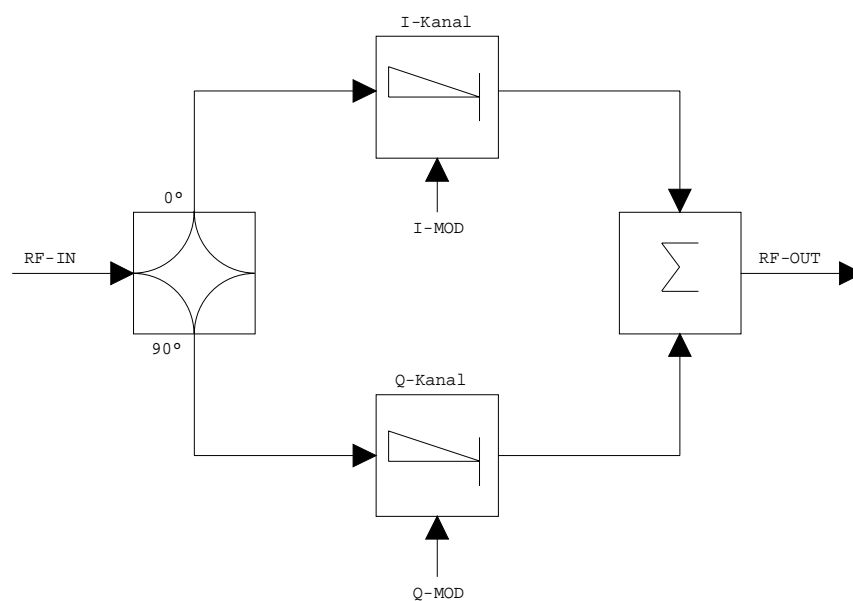 I-Kanal
I-MOD
0°
RF-IN
90°
Σ
RF-OUT
Q-Kanal
Q-MOD